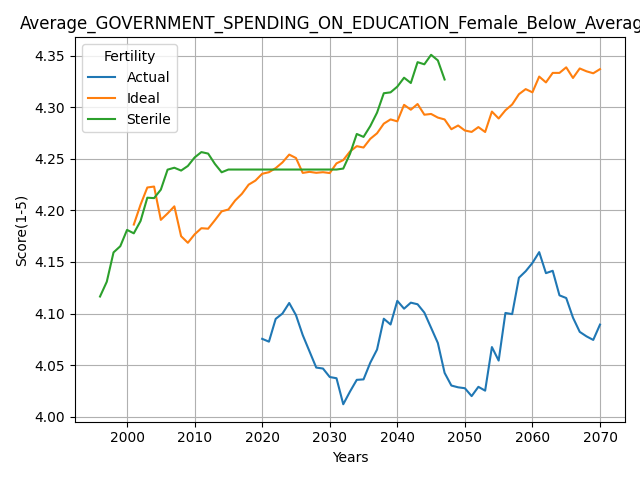 Average_GOVERNMENT_SPENDING_ON_EDUCATION_Female_Below_Averag
Fertility
Actual
Ideal
Sterile
Score(1-5)
4.35
4.30
4.25
4.20
4.15
4.10
4.05
4.00
2000 2010 2020 2030 2040 2050 2060 2070
Years